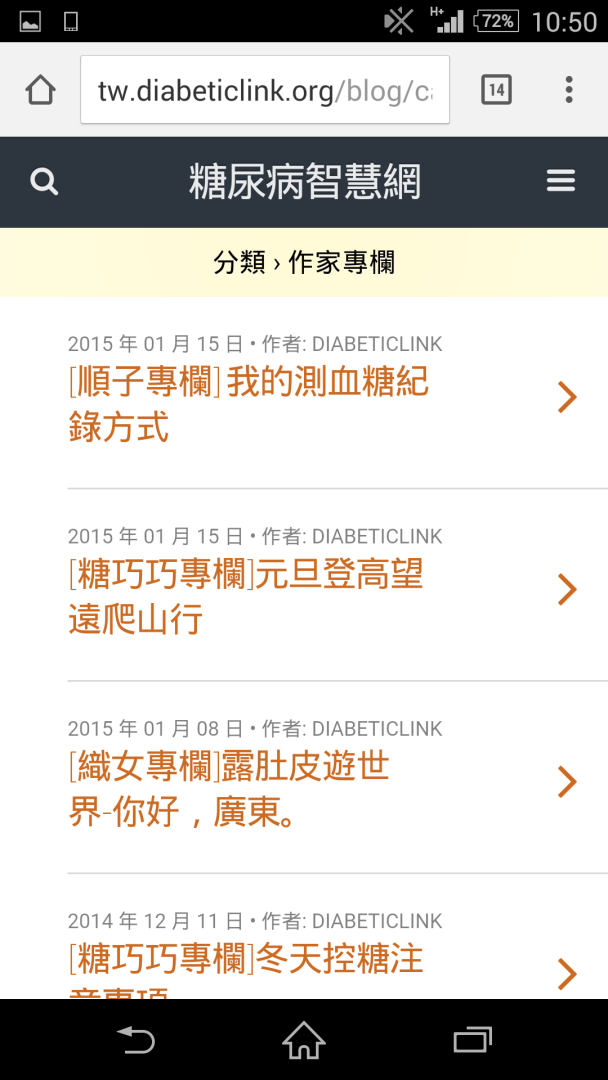 H+ 72% 10:50
tw.diabeticlink.org/blog/ca 14
糖尿病智慧網
分類 › 作家專欄
2015 年 01 月 15 日 • 作者: DIABETICLINK
[順子專欄] 我的測血糖紀
錄方式
2015 年 01 月 15 日 • 作者: DIABETICLINK
[糖巧巧專欄]元旦登高望
遠爬山行
2015 年 01 月 08 日 • 作者: DIABETICLINK
[織女專欄]露肚皮遊世
界-你好，廣東。
2014 年 12 月 11 日 • 作者: DIABETICLINK
[糖巧巧專欄]冬天控糖注
意事項